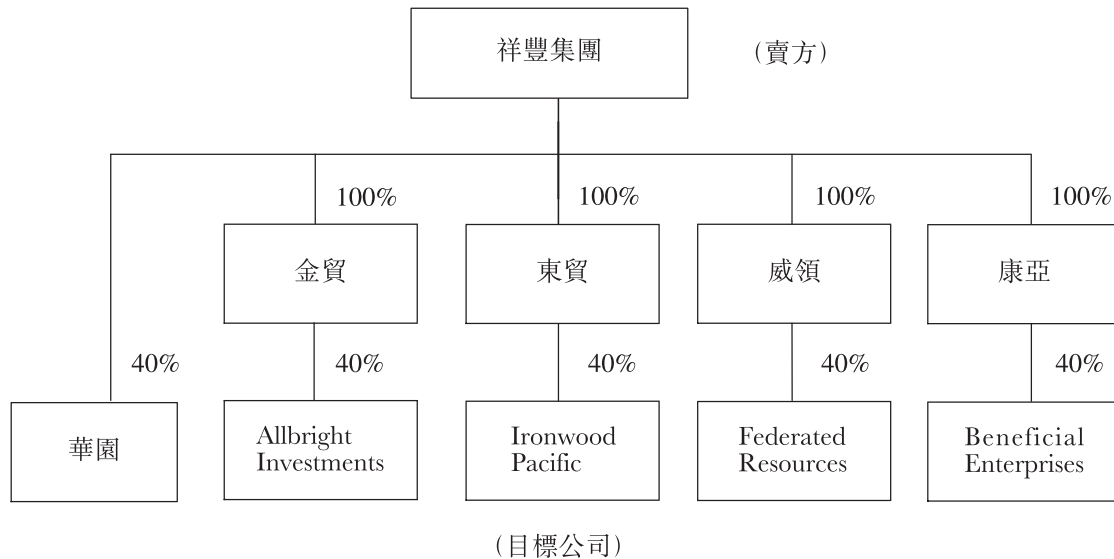 祥豐集團
(賣方)
100%
100%
100%
100%
金貿
東貿
威領
康亞
40%
40%
40%
40%
40%
華園
Allbright
Investments
Ironwood
Pacific
Federated
Resources
Beneficial
Enterprises
(目標公司)